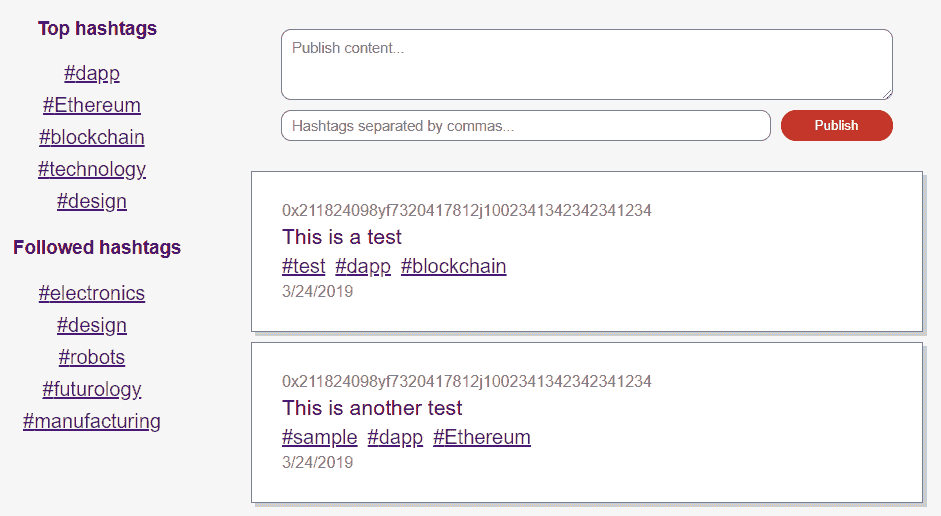 Top hashtags
#dapp
#Ethereum
#blockchain
#technology
#design
Followed hashtags
#electronics
#design
#robots
#futurology
#manufacturing
Publish content...
Hashtags separated by commas...
Publish
0x211824098yf7320417812j1002341342342341234
This is a test
#test #dapp #blockchain
3/24/2019
0x211824098yf7320417812j1002341342342341234
This is another test
#sample #dapp #Ethereum
3/24/2019